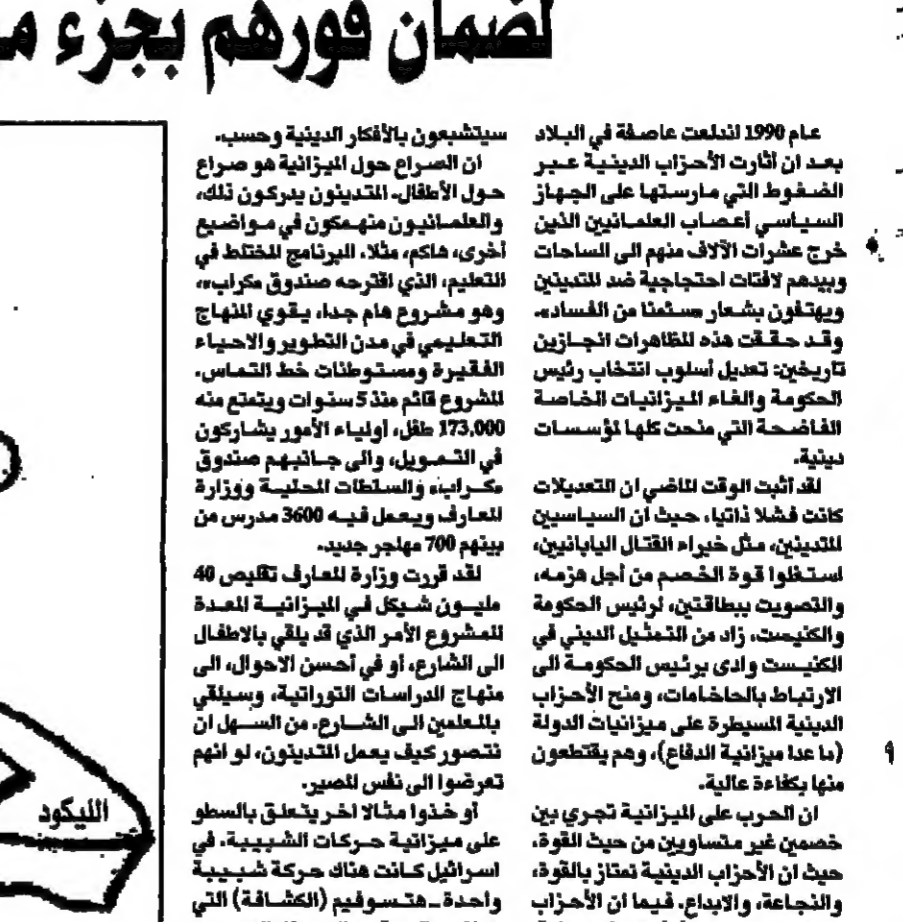 لضمان فوزهم بجزء
عام 1990 اندلعت عاصفة في البلاد
بعد ان أثارت الأحزاب الدينية عبر
الضغوط التي مارستها على الجهاز
السياسي أعصاب العلمانيين الذين
خرج عشرات الآلاف منهم الى الساحات
وبيدهم لافتات احتجاجية ضد المتدينين
ويهتفون بشعار «سئمنا من الفساد».
وقد حققت هذه المظاهرات انجازين
تاريخين: تعديل أسلوب انتخاب رئيس
الحكومة والغاء الميزانيات الخاصة
الفاضحة التي منحت كلها لمؤسسات
دينية.
لقد أثبت الوقت الماضي ان التعديلات
كانت فشلا ذاتيا، حيث أن السياسيين
المتدينين، مثل خبراء القتال اليابانيين،
استغلوا قوة الخصم من أجل هزمه،
والتصويت ببطاقتين، لرئيس الحكومة
والكنيست، زاد من التمثيل الديني في
الكنيست وادى برئيس الحكومة الى
الارتباط بالحاخامات، ومنح الأحزاب
الدينية السيطرة على ميزانيات الدولة
(ما عدا ميزانية الدفاع)، وهم يقتطعون
منها بكفاءة عالية.
ان الحرب على الميزانية تجري بين
خصمين غير متساويين من حيث القوة،
حيث ان الأحزاب الدينية تمتاز بالقوة،
والنجاعة، والابداع. فيما ان الأحزاب
سيتشبعون بالأفكار الدينية وحسب.
ان الصراع حول الميزانية هو صراع
حول الأطفال. المتدينون يدركون ذلك،
والعلمانيون منهمكون في مواضيع
أخرى، هاكم، مثلا، البرنامج المختلط في
التعليم، الذي اقترحه صندوق «كراب»،
وهو مشروع هام جدا، يقوي المنهاج
التعليمي في مدن التطوير والاحياء
الفقيرة ومستوطنات خط التماس.
المشروع قائم منذ 5 سنوات ويتمتع منه
173,000 طفل، أولياء الأمور يشاركون
في التمويل، والى جانبهم صندوق
«كراب» والسلطات المحلية ووزارة
المعارف ويعمل فيه 3600 مدرس من
بينهم 700 مهاجر جديد.
لقد قررت وزارة المعارف تقليص 40
مليون شيكل في الميزانية المعدة
للمشروع الأمر الذي قد يلقي بالاطفال
الى الشارع، أو في أحسن الاحوال، الى
منهاج الدراسات التوراتية، وسيلقي
بالمعلمين الى الشارع. من السهل ان
نتصور كيف يعمل المتدينون، لو انهم
تعرضوا الى نفس المصير.
أو خذوا مثالا اخر يتعلق بالسطو
على ميزانية حركات الشبيبة. في
اسرائيل كانت هناك حركة شبيبة
واحدة ـ هتسوفيم (الكشافة) التي
الليكود